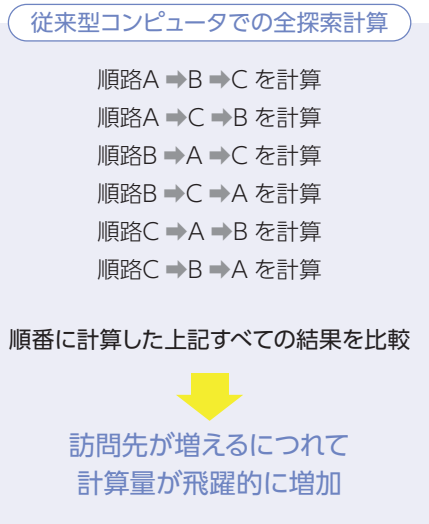 従来型コンピュータでの全探索計算
順路A ➡B ➡C を計算
順路A ➡C ➡B を計算
順路B ➡A ➡C を計算
順路B ➡C ➡A を計算
順路C ➡A ➡B を計算
順路C ➡B ➡A を計算
順番に計算した上記すべての結果を比較
訪問先が増えるにつれて
計算量が飛躍的に増加